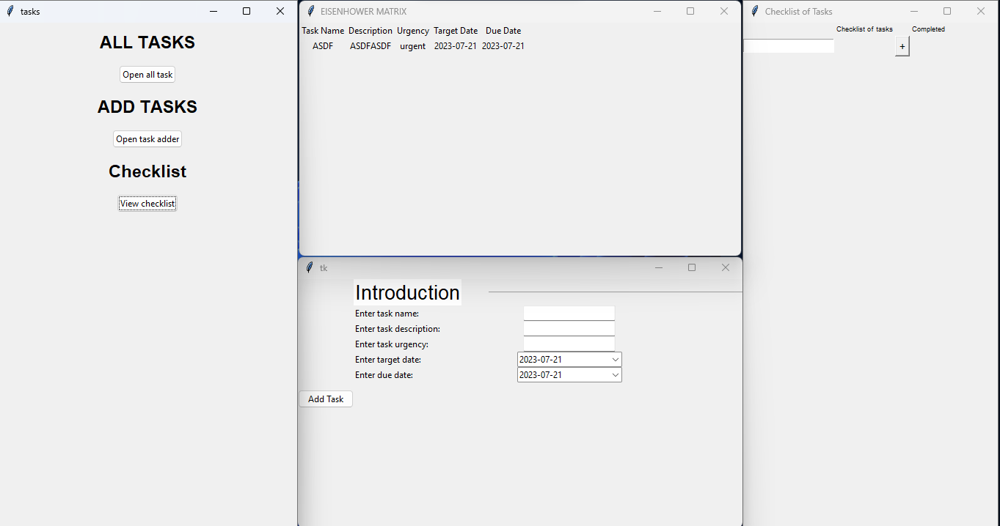 tasks
ALL TASKS
Open all task
ADD TASKS
Open task adder
Checklist
View checklist
EISENHOWER MATRIX
Task Name Description Urgency Target Date Due Date
ASDF ASDFASDF urgent 2023-07-21 2023-07-21
tk
Introduction
Enter task name:
Enter task description:
Enter task urgency:
Enter target date: 2023-07-21
Enter due date: 2023-07-21
Add Task
Checklist of Tasks
Checklist of tasks Completed
+